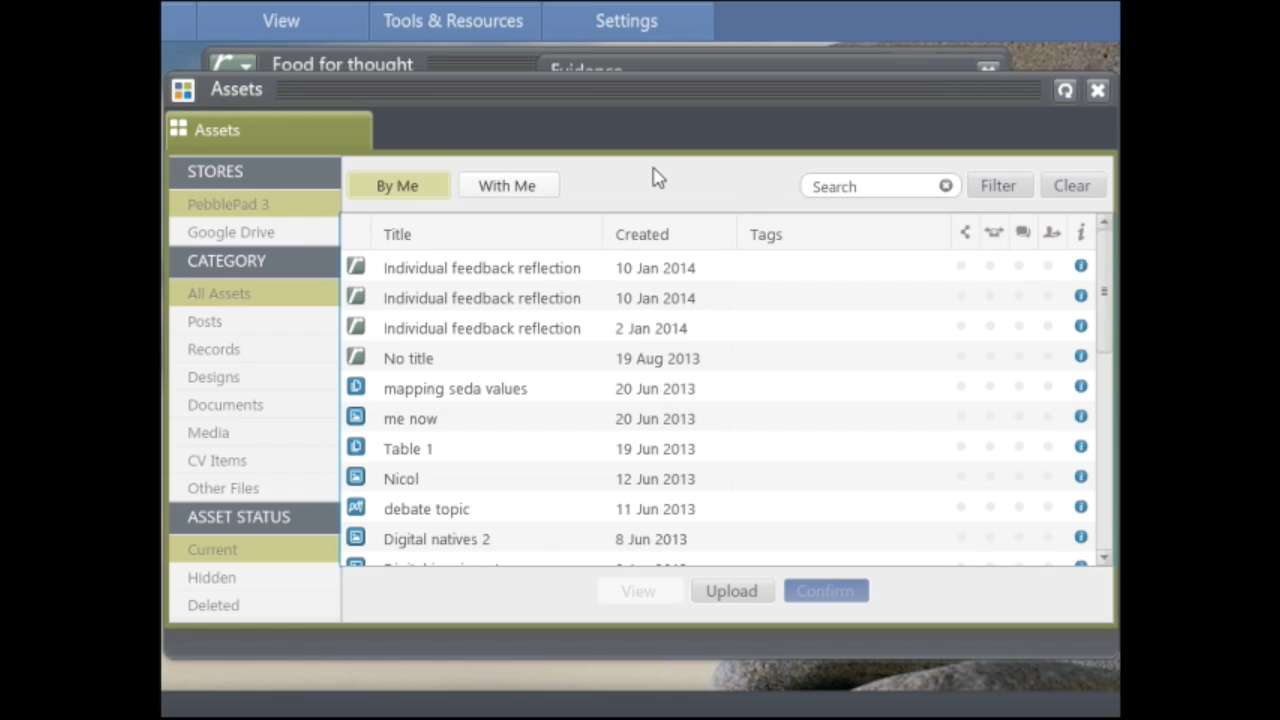 View Tools & Resources Settings
Food for thought
Evidence
Assets
Assets
STORES
PebblePad 3
Google Drive
CATEGORY
All Assets
Posts
Records
Designs
Documents
Media
CV Items
Other Files
ASSET STATUS
Current
Hidden
Deleted
By Me With Me Search Filter Clear
Title Created Tags
Individual feedback reflection 10 Jan 2014
Individual feedback reflection 10 Jan 2014
Individual feedback reflection 2 Jan 2014
No title 19 Aug 2013
mapping seda values 20 Jun 2013
me now 20 Jun 2013
Table 1 19 Jun 2013
Nicol 12 Jun 2013
pdf debate topic 11 Jun 2013
Digital natives 2 8 Jun 2013
View Upload Confirm